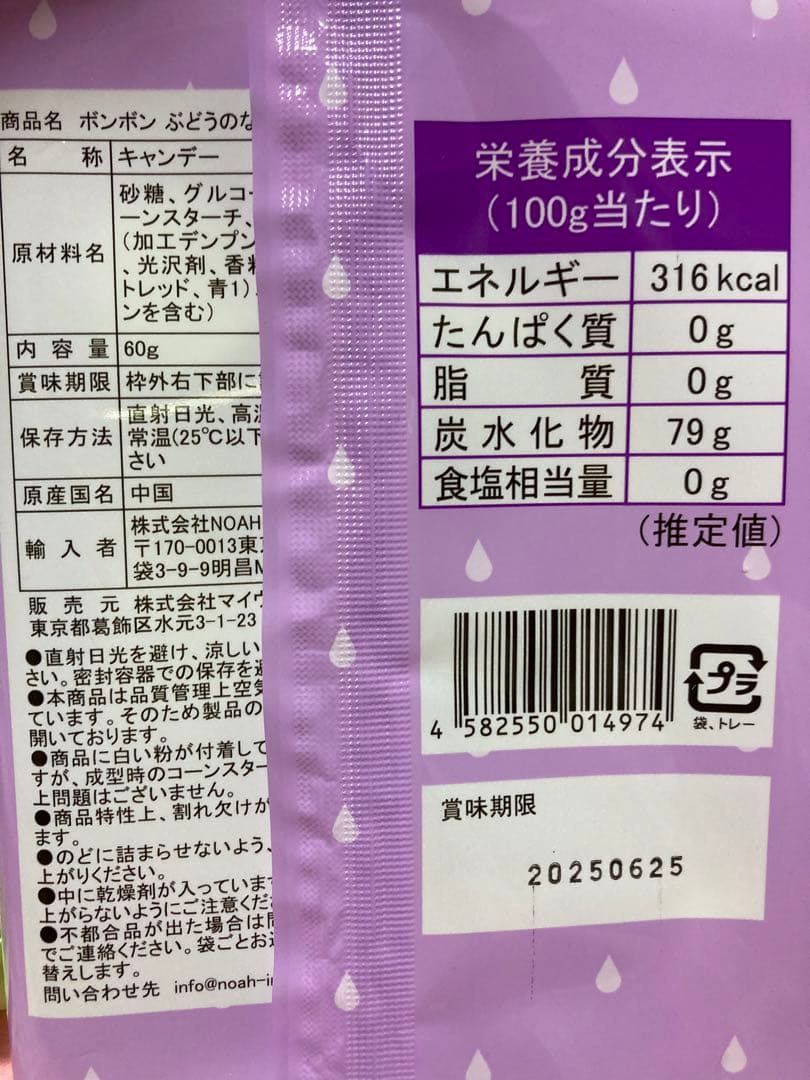 商品名 ボンボン ぶどうのな
名 称 キャンデー
原材料名
砂糖、グルコー
ーンスターチ、
(加工デンプン
、光沢剤、香料
トレッド、青1)、
ンを含む)
内容量 60g
賞味期限 枠外右下部に
保存方法
直射日光、高温
常温(25℃以下
さい
原産国名 中国
輸入者
株式会社NOAH
〒170-0013東京
袋3-9-9明昌M
販売元 株式会社マイウ
東京都葛飾区水元3-1-23
●直射日光を避け、涼しい
さい。密封容器での保存を避
●本商品は品質管理上空気
ています。そのため製品の
開いております。
●商品に白い粉が付着して
すが、成型時のコーンスター
上問題はございません。
●商品特性上、割れ欠けが
ます。
●のどに詰まらせないよう、
上がりください。
●中に乾燥剤が入っていま
上がらないようにご注意くだ
●不都合品が出た場合は問
でご連絡ください。袋ごとお送
替えします。
問い合わせ先 info@noah-in
栄養成分表示
(100g当たり)
エネルギー 316kcal
たんぱく質 0g
脂質 0g
炭水化物 79g
食塩相当量 0g
(推定値)
4 582550 014974
プラ
袋、トレー
賞味期限
20250625